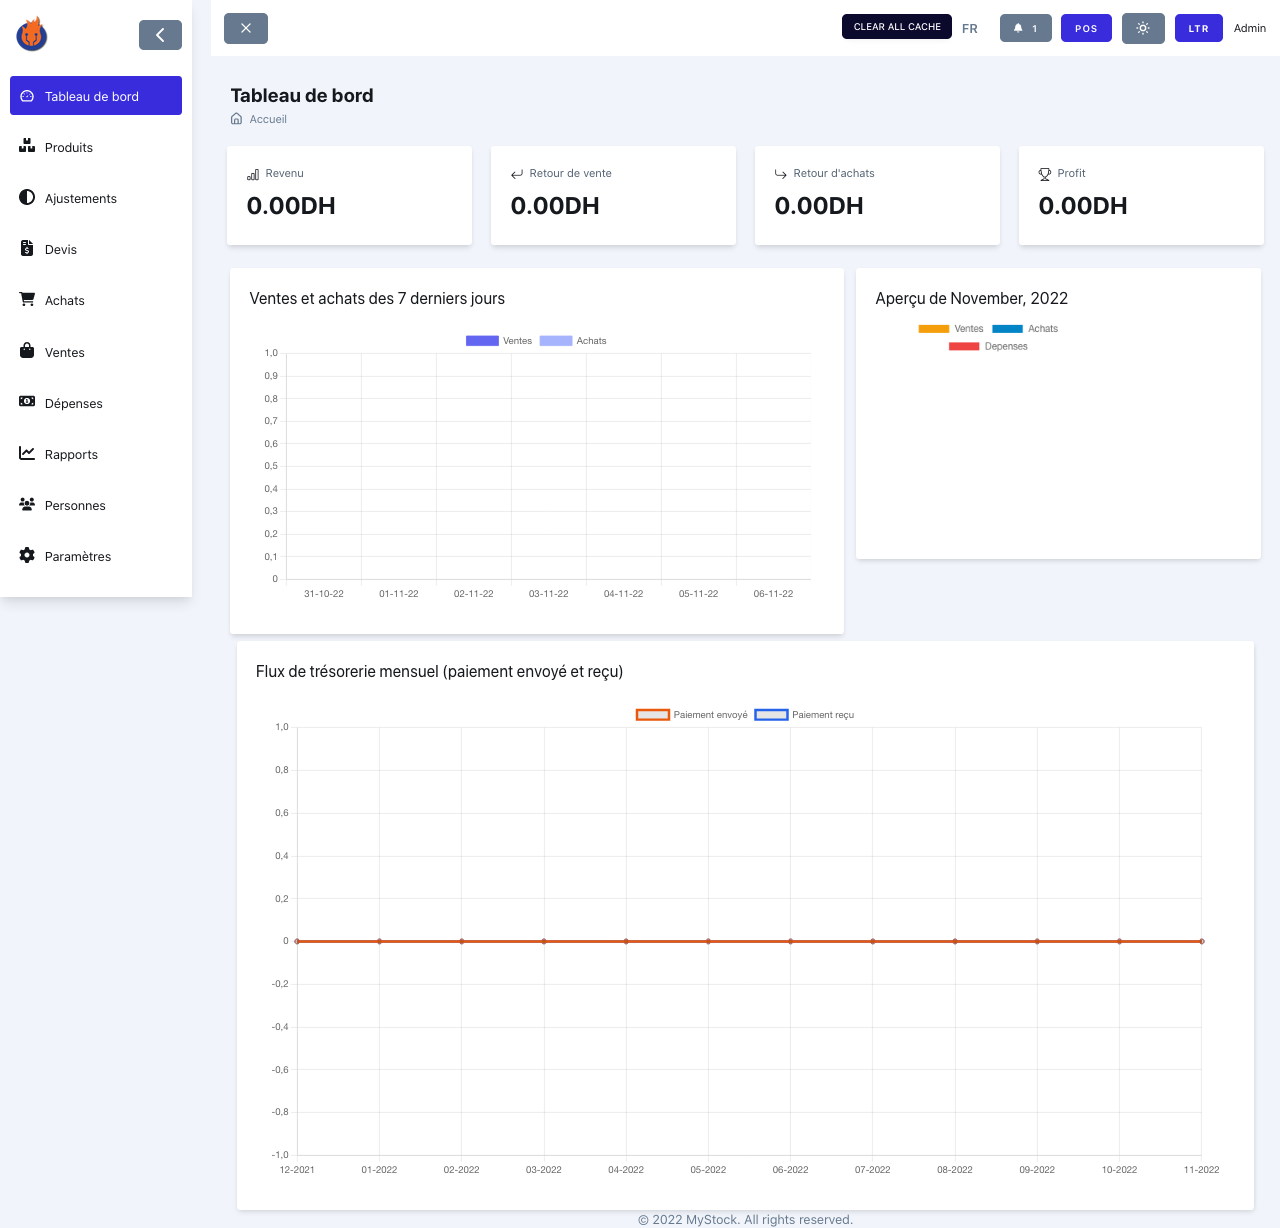 CLEAR ALL CACHE
FR
1
POS
LTR
Admin
Tableau de bord
Produits
Ajustements
Devis
Achats
Ventes
Dépenses
Rapports
Personnes
Paramètres
Tableau de bord
Accueil
Revenu
0.00DH
Retour de vente
0.00DH
Retour d'achats
0.00DH
Profit
0.00DH
Ventes et achats des 7 derniers jours
Ventes Achats
1,0
0,9
0,8
0,7
0,6
0,5
0,4
0,3
0,2
0,1
0
31-10-22 01-11-22 02-11-22 03-11-22 04-11-22 05-11-22 06-11-22
Aperçu de November, 2022
Ventes Achats
Depenses
Flux de trésorerie mensuel (paiement envoyé et reçu)
Paiement envoyé Paiement reçu
1,0
0,8
0,6
0,4
0,2
0
-0,2
-0,4
-0,6
-0,8
-1,0
12-2021 01-2022 02-2022 03-2022 04-2022 05-2022 06-2022 07-2022 08-2022 09-2022 10-2022 11-2022
© 2022 MyStock. All rights reserved.